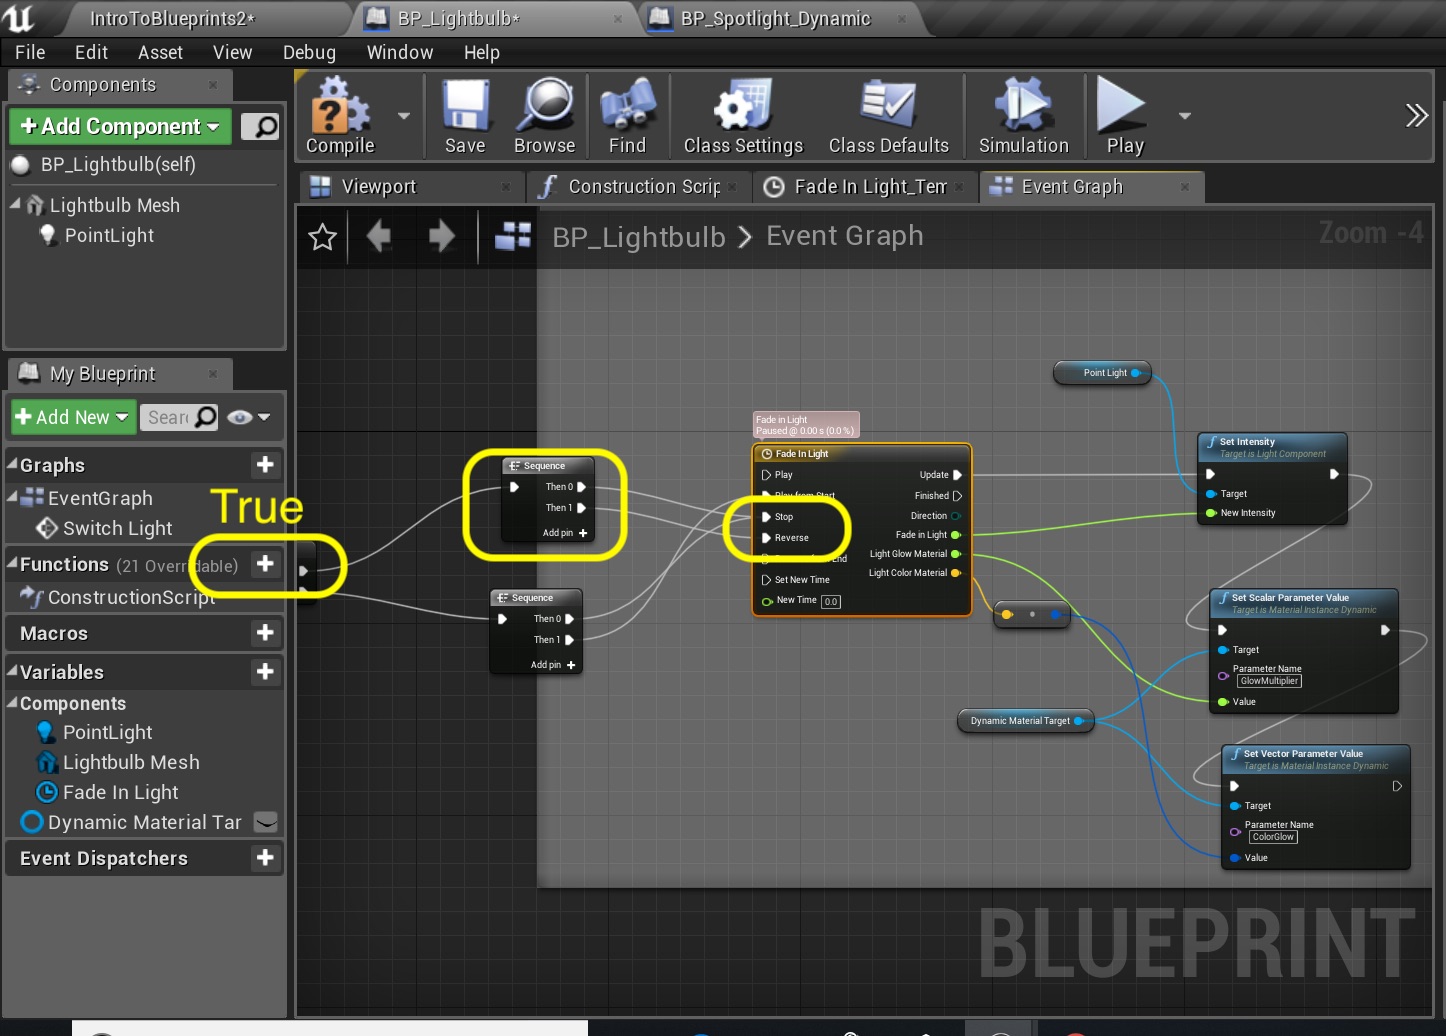 IntroToBlueprints2*
BP_Lightbulb*
BP_Spotlight_Dynamic
File Edit Asset View Debug Window Help
Components
+ Add Component
BP_Lightbulb(self)
Lightbulb Mesh
PointLight
Compile
Save
Browse
Find
Class Settings
Class Defaults
Simulation
Play
Viewport
Construction Scrip
Fade In Light_Tem
Event Graph
BP_Lightbulb > Event Graph
Zoom -4
My Blueprint
+ Add New
Sear
Graphs
EventGraph
Switch Light
True
Functions (21 Overridable)
ConstructionScript
Macros
Variables
Components
PointLight
Lightbulb Mesh
Fade In Light
Dynamic Material Tar
Event Dispatchers
Sequence
Then 0
Then 1
Add pin +
Sequence
Then 0
Then 1
Add pin +
Fade in Light
Paused @ 0.00 s (0.0 %)
Fade In Light
Play
Update
Play from Start
Finished
Stop
Direction
Reverse
Fade in Light
Light Glow Material
Set New Time
Light Color Material
New Time 0.0
Point Light
Set Intensity
Target is Light Component
Target
New Intensity
Set Scalar Parameter Value
Target is Material Instance Dynamic
Target
Parameter Name
GlowMultiplier
Value
Dynamic Material Target
Set Vector Parameter Value
Target is Material Instance Dynamic
Target
Parameter Name
ColorGlow
Value
BLUEPRINT